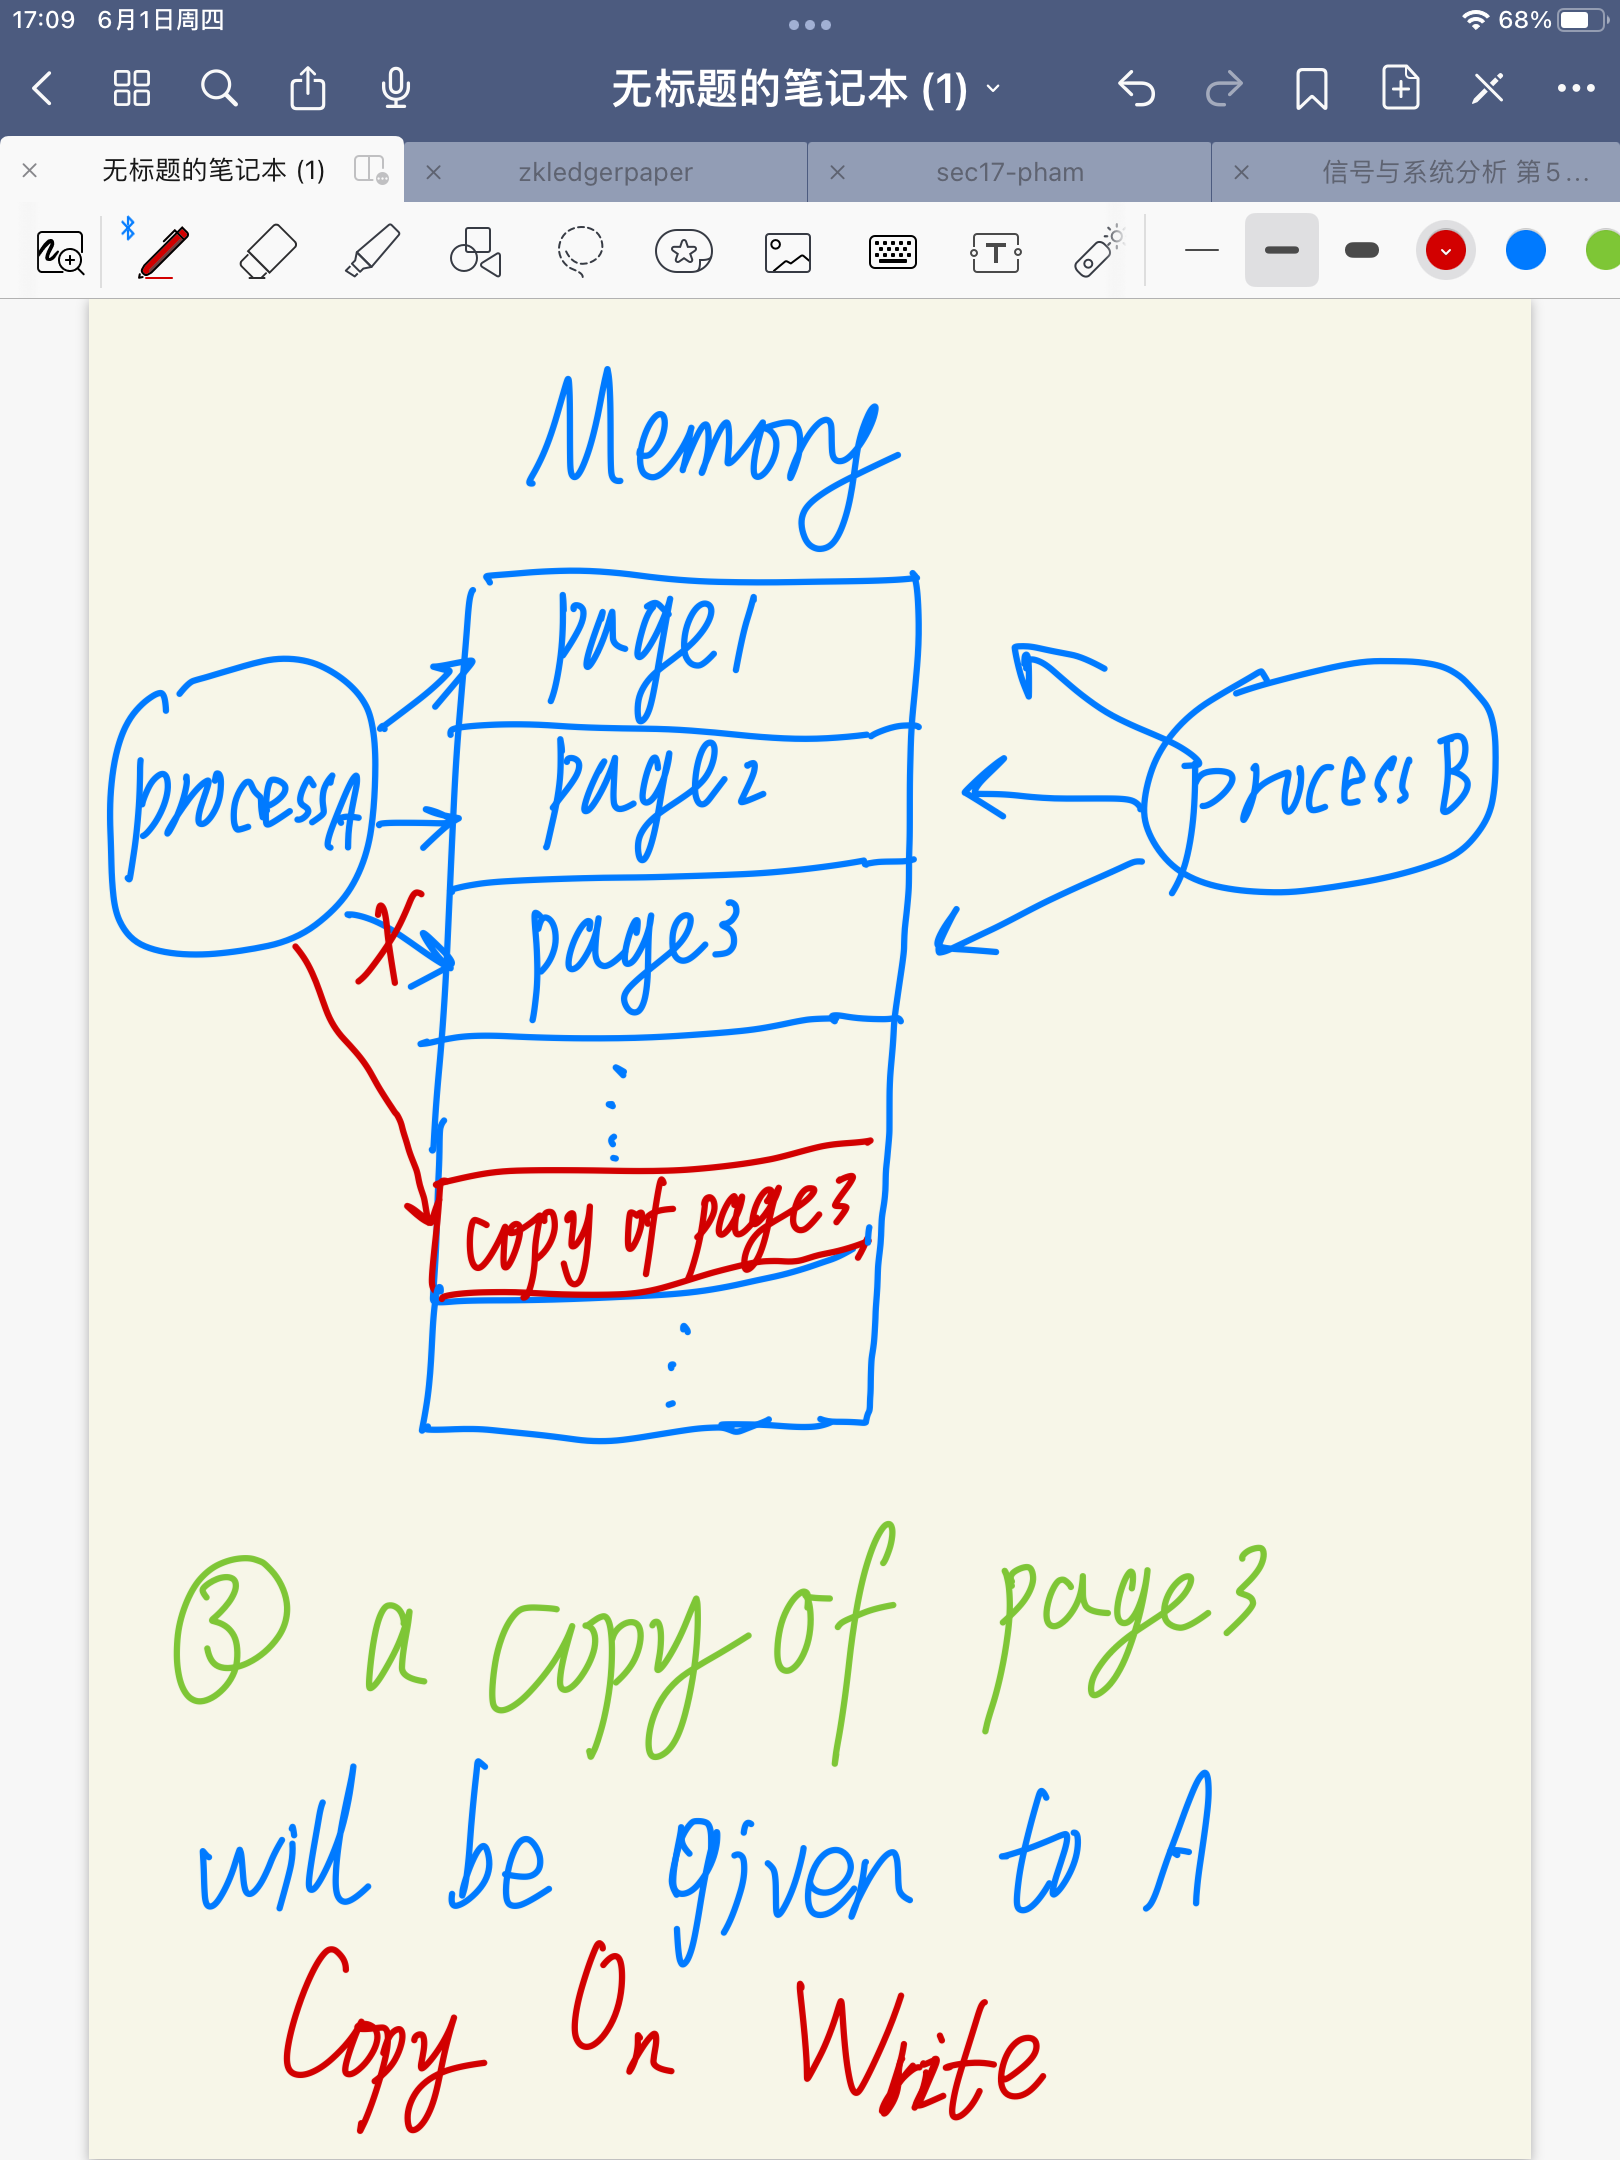 17:09 6月1日周四
68%
无标题的笔记本 (1)
无标题的笔记本 (1)
zkledgerpaper
sec17-pham
信号与系统分析 第5...
T
Memory
page1
processA
page2
process B
page3
X
copy of page3
③ a copy of page3
will be given to A
Copy On Write